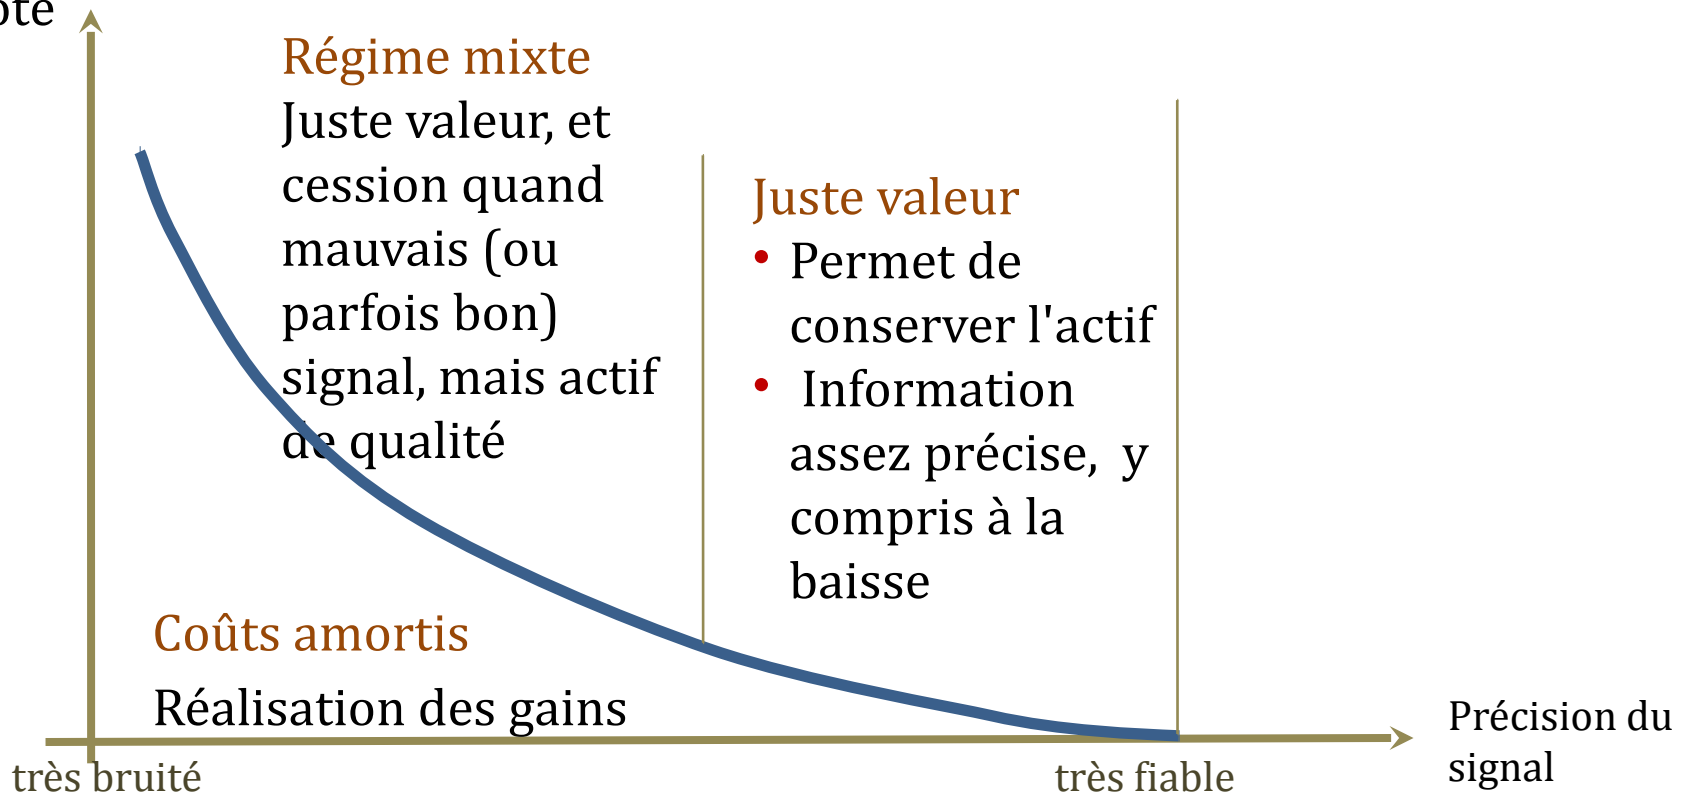 Régime mixte
Juste valeur, et
cession quand
mauvais (ou
parfois bon)
signal, mais actif
de qualité
Juste valeur
• Permet de
conserver l'actif
• Information
assez précise, y
compris à la
baisse
Coûts amortis
Réalisation des gains
Précision du
signal
très bruité
très fiable